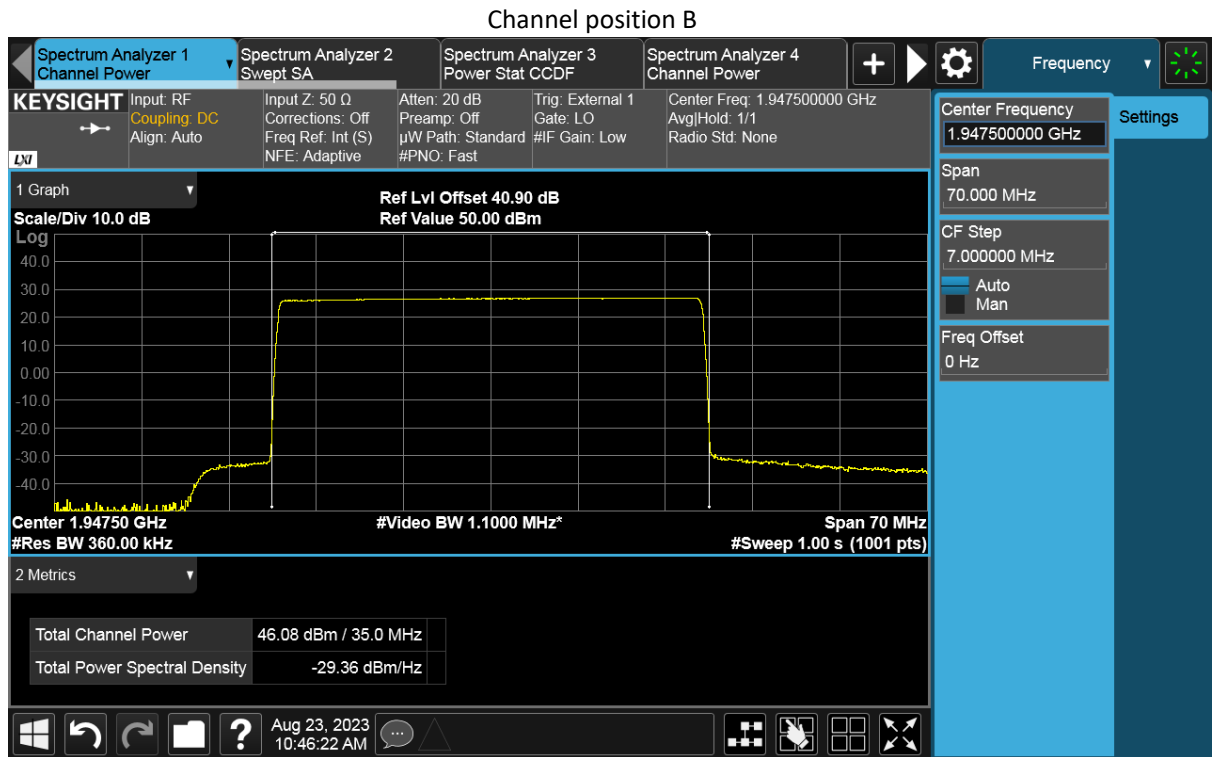 Channel position B
Spectrum Analyzer 1
Channel Power
Spectrum Analyzer 2
Swept SA
Spectrum Analyzer 3
Power Stat CCDF
Spectrum Analyzer 4
Channel Power
+
Frequency
KEYSIGHT
LXI
Input: RF
Coupling: DC
Align: Auto
Input Z: 50 Ω
Corrections: Off
Freq Ref: Int (S)
NFE: Adaptive
Atten: 20 dB
Preamp: Off
µW Path: Standard
#PNO: Fast
Trig: External 1
Gate: LO
#IF Gain: Low
Center Freq: 1.947500000 GHz
Avg|Hold: 1/1
Radio Std: None
Center Frequency
1.947500000 GHz
Settings
Span
70.000 MHz
CF Step
7.000000 MHz
Auto
Man
Freq Offset
0 Hz
1 Graph
Scale/Div 10.0 dB
Ref Lvl Offset 40.90 dB
Ref Value 50.00 dBm
Log
40.0
30.0
20.0
10.0
0.00
-10.0
-20.0
-30.0
-40.0
Center 1.94750 GHz
#Res BW 360.00 kHz
#Video BW 1.1000 MHz*
Span 70 MHz
#Sweep 1.00 s (1001 pts)
2 Metrics
Total Channel Power 46.08 dBm / 35.0 MHz
Total Power Spectral Density -29.36 dBm/Hz
?
Aug 23, 2023
10:46:22 AM